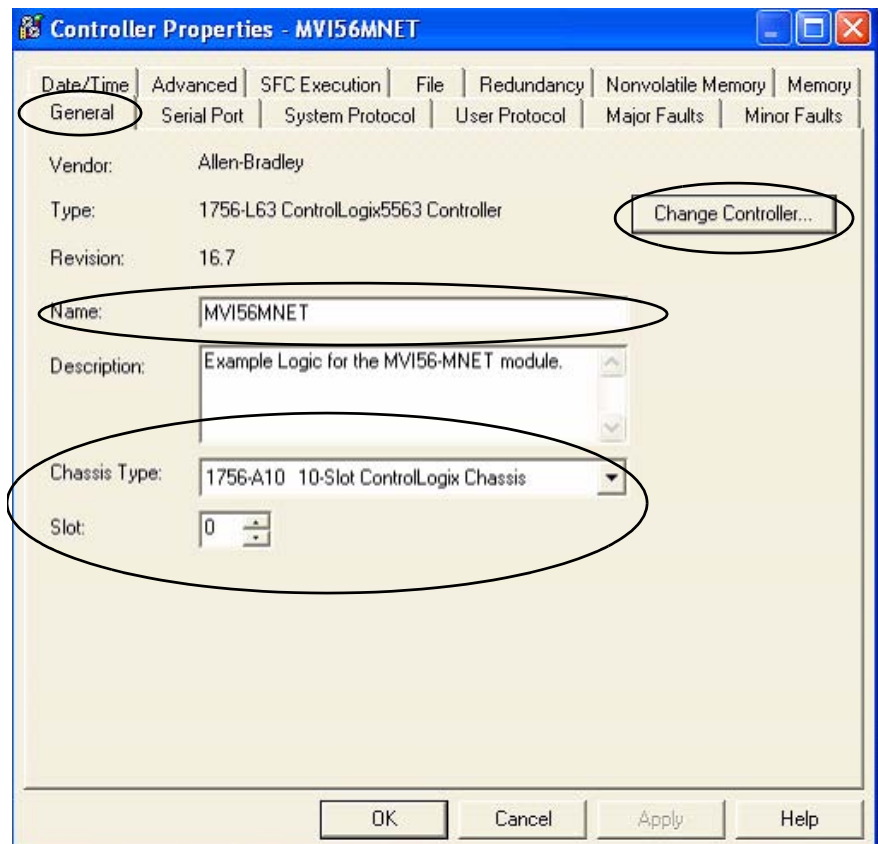 Controller Properties - MVI56MNET
Date/Time Advanced SFC Execution File Redundancy Nonvolatile Memory Memory
General Serial Port System Protocol User Protocol Major Faults Minor Faults
Vendor: Allen-Bradley
Type: 1756-L63 ControlLogix5563 Controller Change Controller...
Revision: 16.7
Name: MVI56MNET
Description: Example Logic for the MVI56-MNET module.
Chassis Type: 1756-A10 10-Slot ControlLogix Chassis
Slot: 0
OK Cancel Apply Help